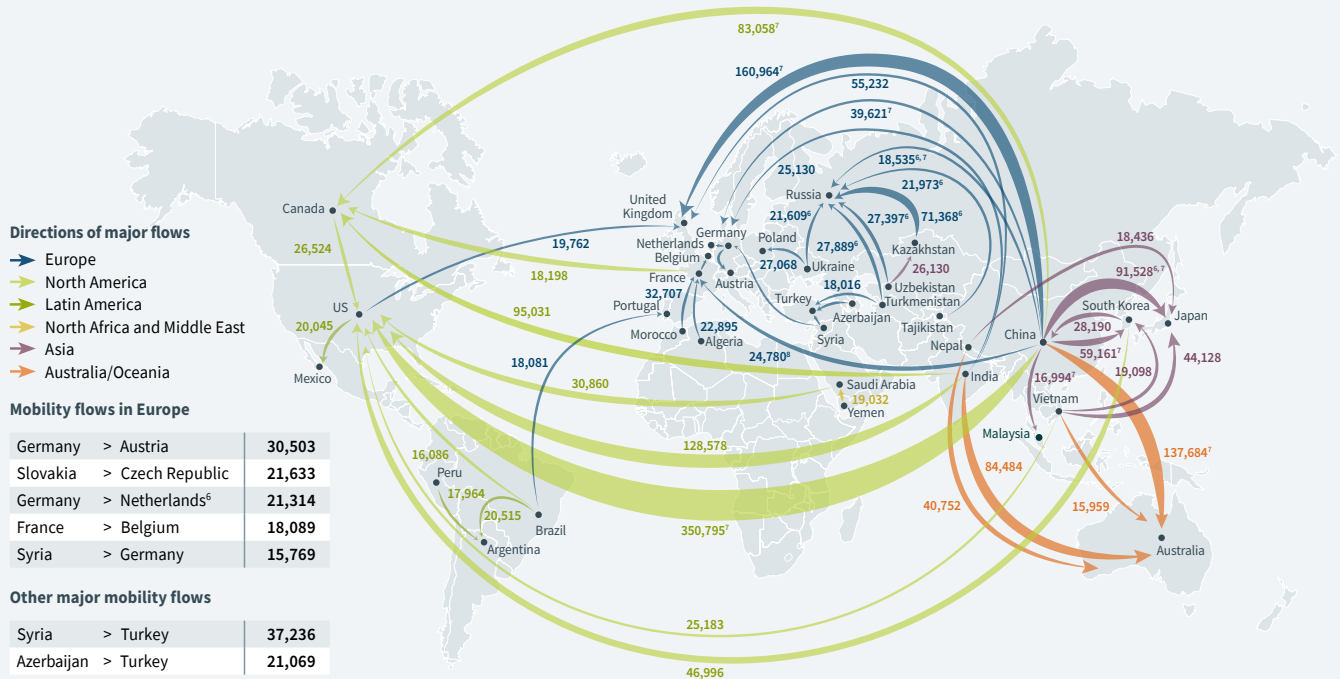 83,058⁷
160,964⁷
55,232
39,621⁷
18,535⁶,⁷
25,130
21,973⁶
Russia
United
Kingdom
Canada
21,609⁶
27,397⁶
71,368⁶
Directions of major flows
Germany
Poland
Kazakhstan
18,436
26,524
19,762
Netherlands
27,889⁶
Europe
Belgium
27,068
Ukraine
26,130
91,528⁶,⁷
North America
18,198
France
Austria
18,016
Uzbekistan
Latin America
32,707
Turkey
Turkmenistan
South Korea
US
Portugal
Azerbaijan
Japan
North Africa and Middle East
95,031
Tajikistan
20,045
Morocco
22,895
Algeria
Syria
China
28,190
Asia
Nepal
59,161⁷
44,128
Australia/Oceania
Mexico
18,081
24,780⁸
India
16,994⁷
19,098
30,860
Saudi Arabia
19,032
Yemen
Vietnam
Mobility flows in Europe
Malaysia
Germany > Austria 30,503
128,578
16,086
84,484
137,684⁷
Slovakia > Czech Republic 21,633
Peru
17,964
Germany > Netherlands⁶ 21,314
20,515
40,752
15,959
France > Belgium 18,089
Brazil
350,795⁷
Syria > Germany 15,769
Argentina
Australia
Other major mobility flows
Syria > Turkey 37,236
25,183
Azerbaijan > Turkey 21,069
46,996